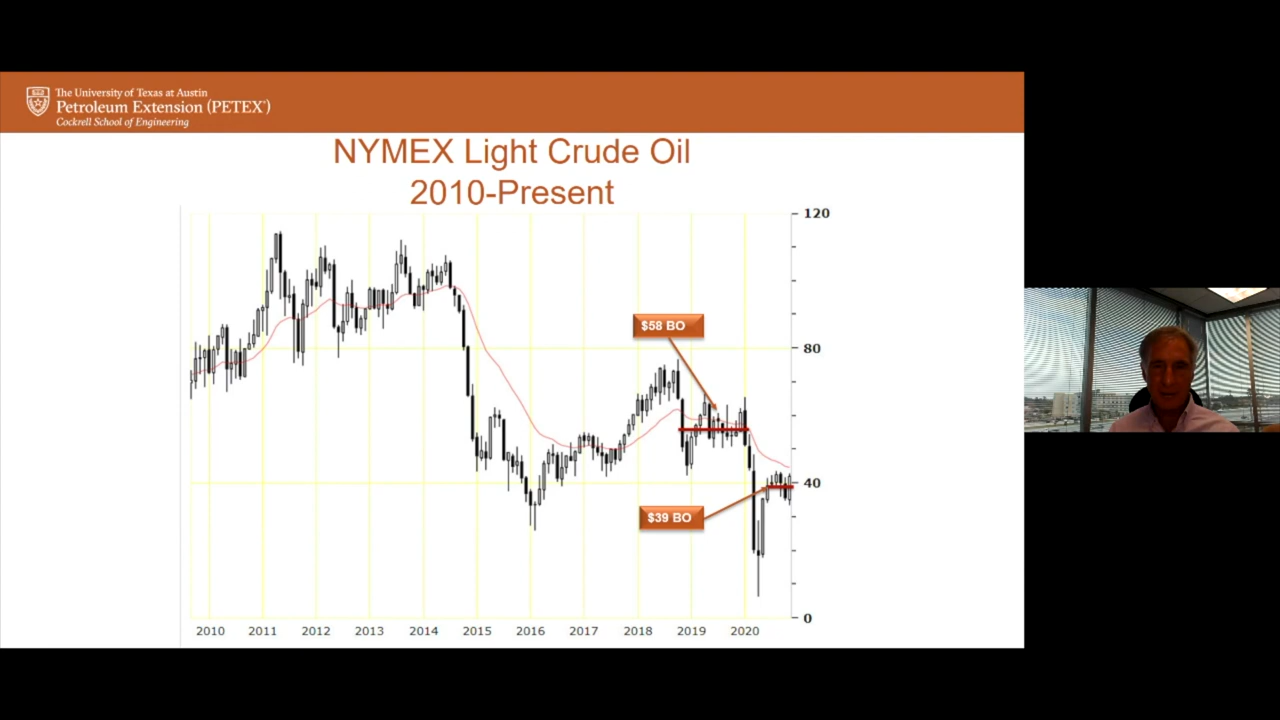 The University of Texas at Austin
Petroleum Extension (PETEX®)
Cockrell School of Engineering
NYMEX Light Crude Oil
2010-Present
120
$58 BO
80
40
$39 BO
0
2010 2011 2012 2013 2014 2015 2016 2017 2018 2019 2020